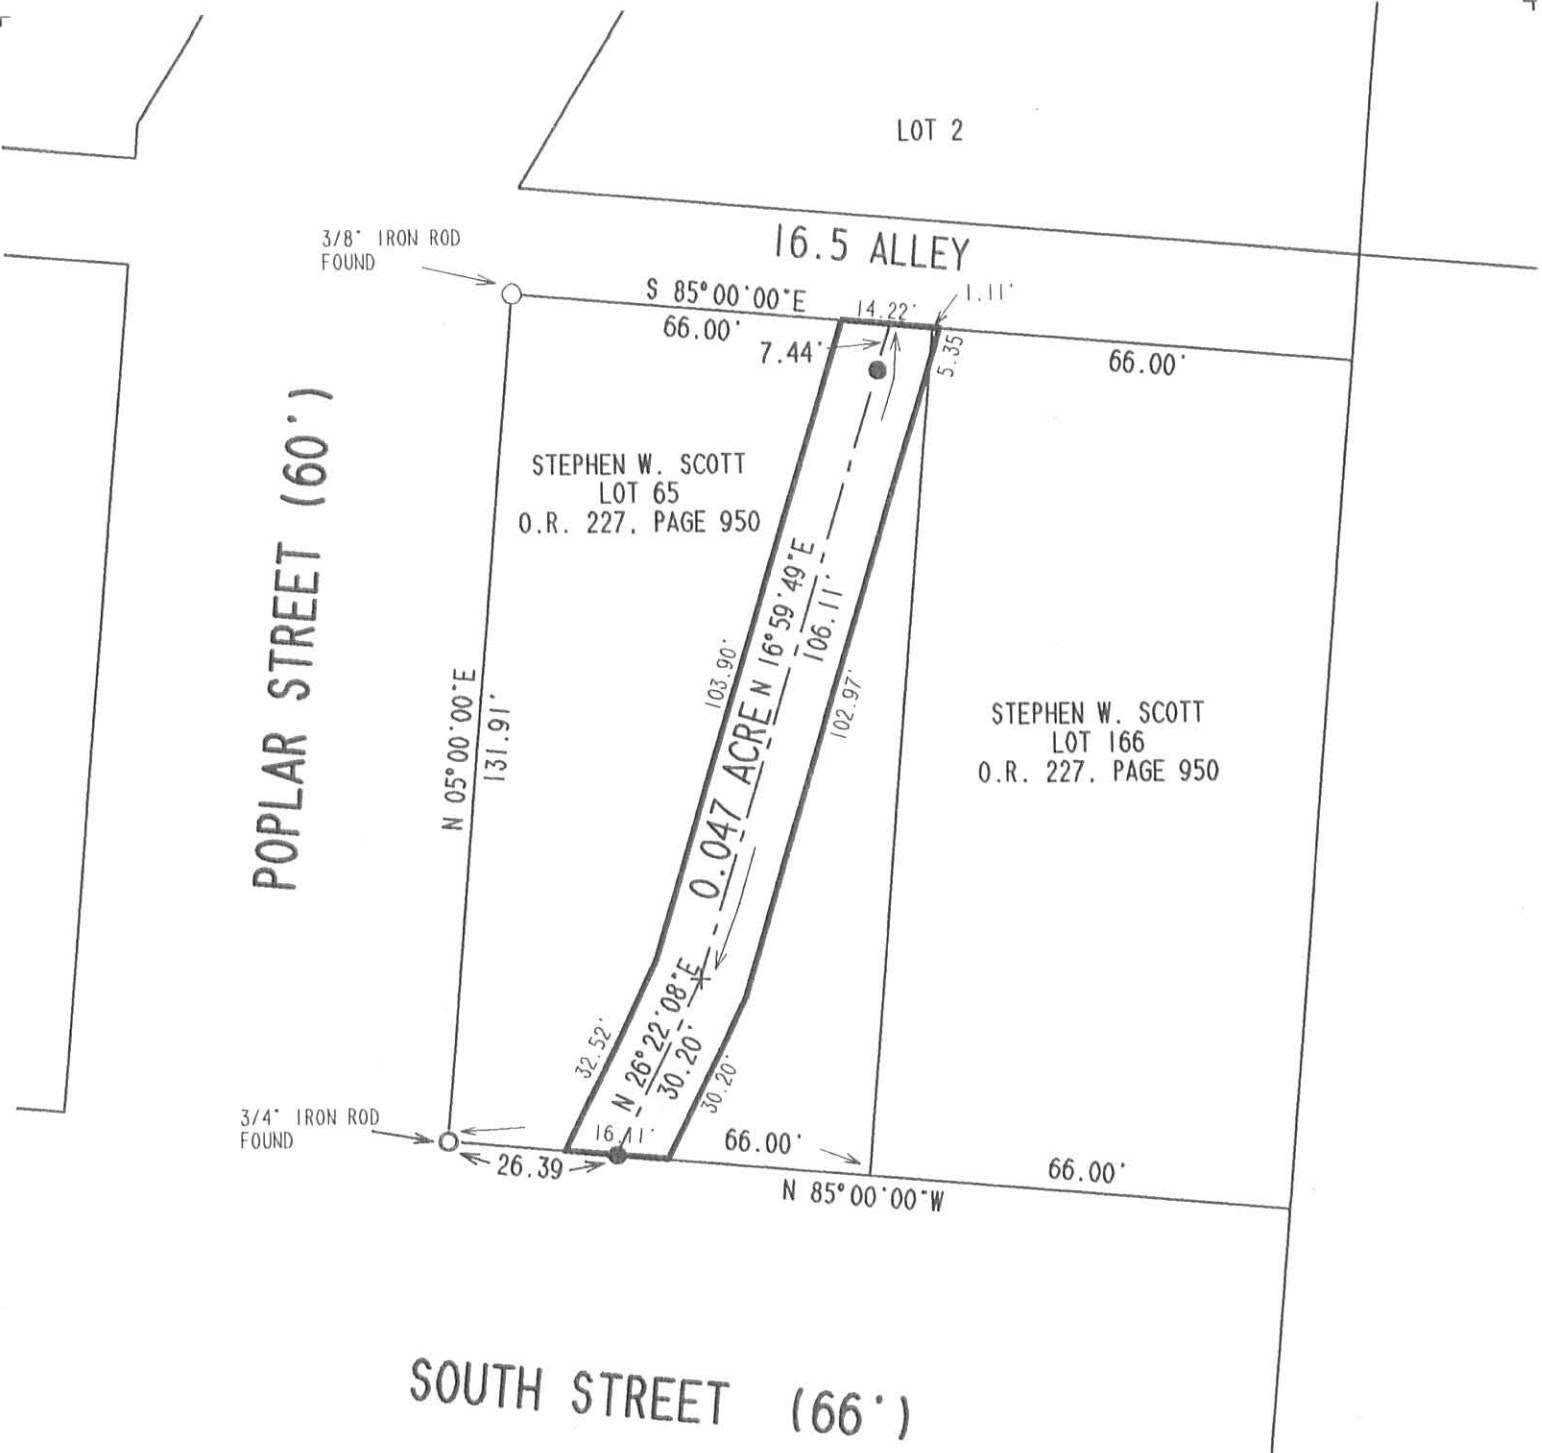 LOT 2
16.5 ALLEY
3/8" IRON ROD
FOUND
S 85°00'00"E
66.00'
14.22'
1.11'
7.44'
5.35
66.00'
STEPHEN W. SCOTT
LOT 65
O.R. 227, PAGE 950
POPLAR STREET (60')
N 05°00'00"E
131.91'
103.90'
0.047 ACRE
N 16°59'49"E
106.11'
102.97'
STEPHEN W. SCOTT
LOT 166
O.R. 227, PAGE 950
32.52'
N 26°22'08"E
30.20'
30.20'
3/4" IRON ROD
FOUND
26.39
16.11'
66.00'
66.00'
N 85°00'00"W
SOUTH STREET (66')